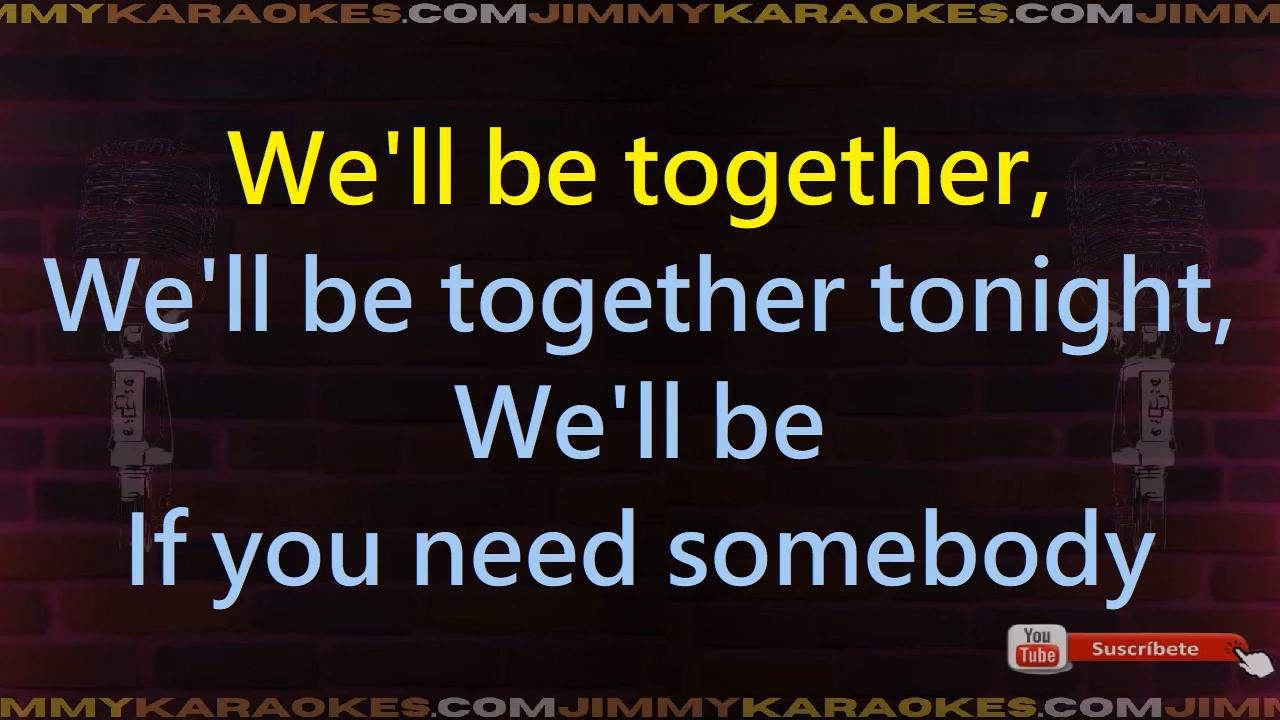 MMYKARAOKES.COMJIMMYKARAOKES.COMJIMM
We'll be together,
We'll be together tonight,
We'll be
If you need somebody
You
Tube
Suscríbete
IMMYKARAOKES.COMJIMMYKARAOKES.COMJIMM